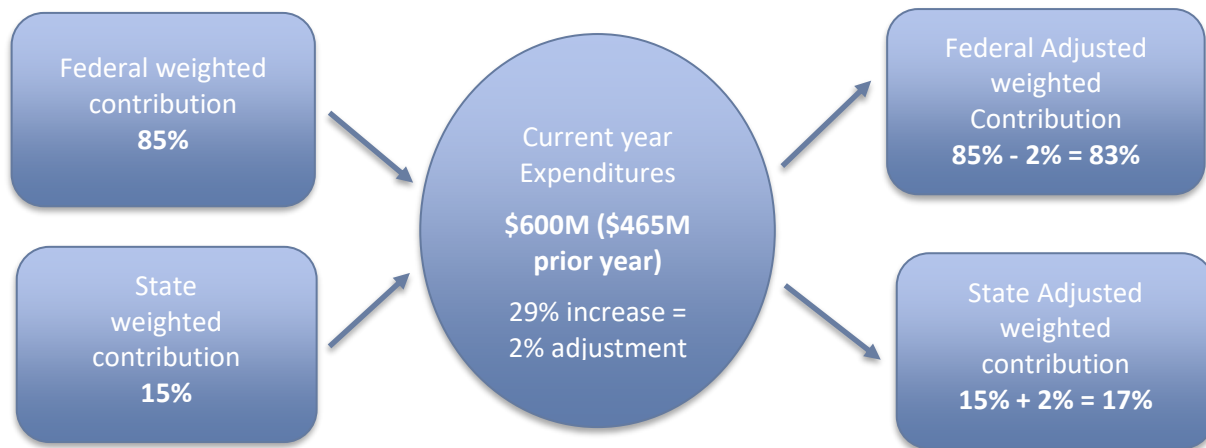 Federal weighted
contribution
85%
State
weighted
contribution
15%
Current year
Expenditures
$600M ($465M
prior year)
29% increase =
2% adjustment
Federal Adjusted
weighted
Contribution
85% - 2% = 83%
State Adjusted
weighted
contribution
15% + 2% = 17%